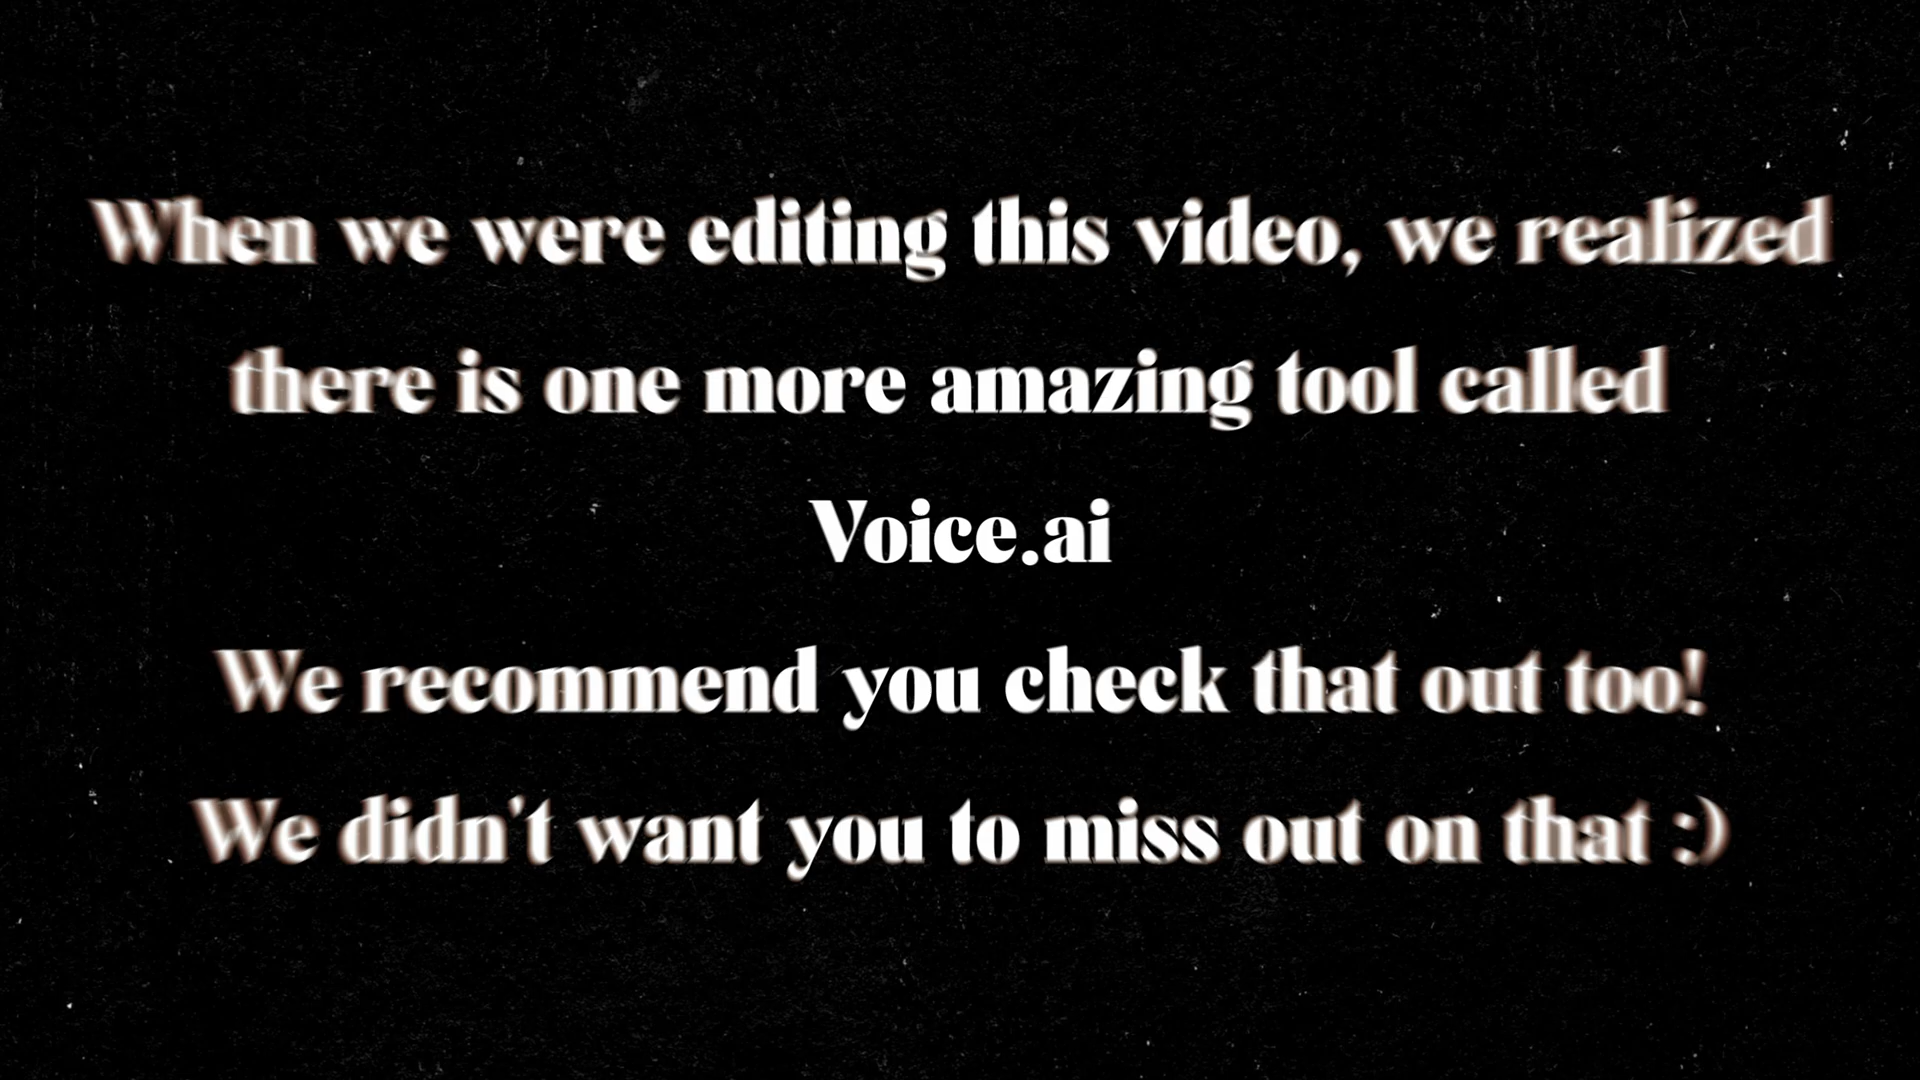 When we were editing this video, we realized
there is one more amazing tool called
Voice.ai
We recommend you check that out too!
We didn't want you to miss out on that :)